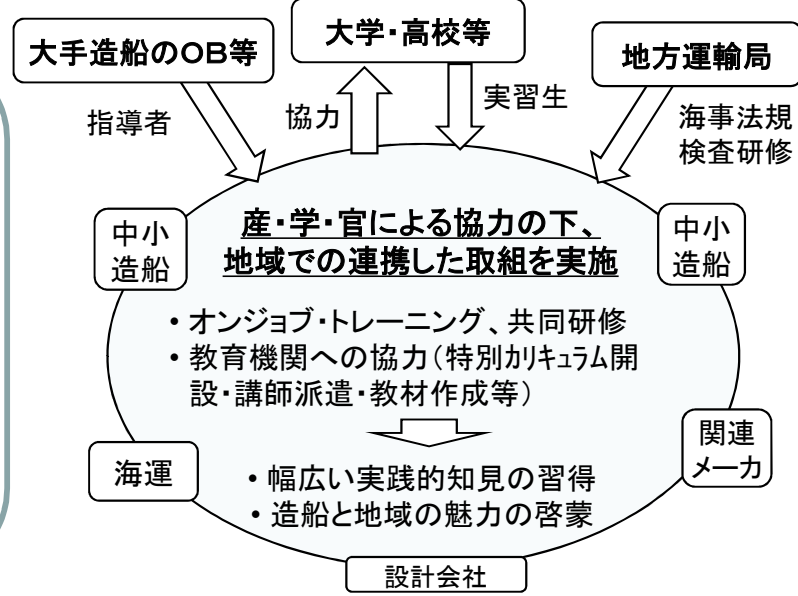 大手造船のOB等
大学・高校等
地方運輸局
指導者
協力
実習生
海事法規
検査研修
中小
造船
産・学・官による協力の下、
地域での連携した取組を実施
中小
造船
・オンジョブ・トレーニング、共同研修
・教育機関への協力(特別ｶﾘｷｭﾗﾑ開
設・講師派遣・教材作成等)
海運
・幅広い実践的知見の習得
・造船と地域の魅力の啓蒙
関連
メーカ
設計会社